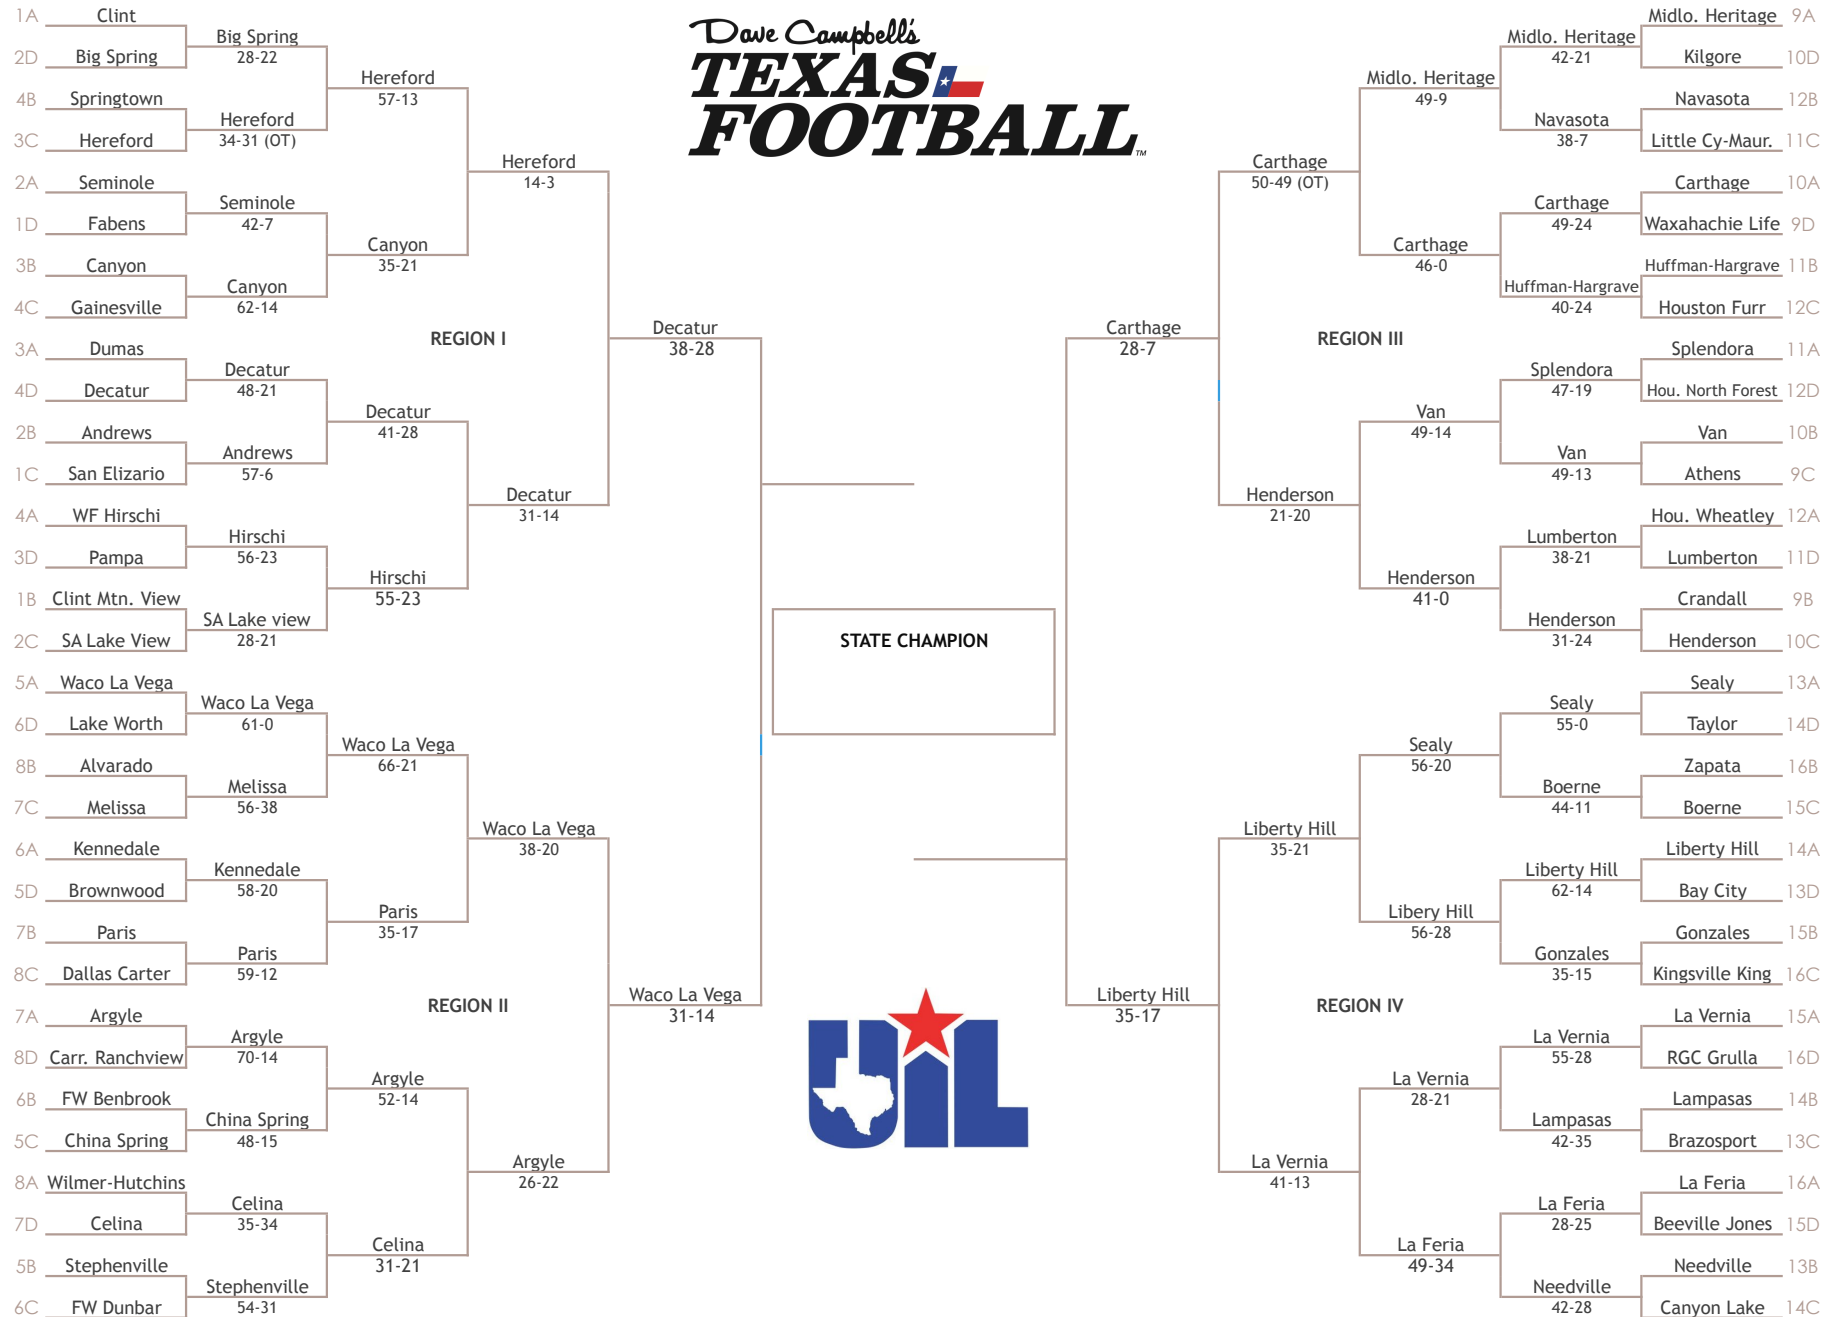 Dave Campbell's
TEXAS
FOOTBALL™
1A Clint
2D Big Spring
Big Spring
28-22
4B Springtown
3C Hereford
Hereford
34-31 (OT)
Hereford
57-13
2A Seminole
1D Fabens
Seminole
42-7
3B Canyon
4C Gainesville
Canyon
62-14
Canyon
35-21
Hereford
14-3
REGION I
3A Dumas
4D Decatur
Decatur
48-21
2B Andrews
1C San Elizario
Andrews
57-6
Decatur
41-28
4A WF Hirschi
3D Pampa
Hirschi
56-23
1B Clint Mtn. View
2C SA Lake View
SA Lake view
28-21
Hirschi
55-23
Decatur
31-14
Decatur
38-28
5A Waco La Vega
6D Lake Worth
Waco La Vega
61-0
8B Alvarado
7C Melissa
Melissa
56-38
Waco La Vega
66-21
6A Kennedale
5D Brownwood
Kennedale
58-20
7B Paris
8C Dallas Carter
Paris
59-12
Paris
35-17
Waco La Vega
38-20
REGION II
7A Argyle
8D Carr. Ranchview
Argyle
70-14
6B FW Benbrook
5C China Spring
China Spring
48-15
Argyle
52-14
8A Wilmer-Hutchins
7D Celina
Celina
35-34
5B Stephenville
6C FW Dunbar
Stephenville
54-31
Celina
31-21
Argyle
26-22
Waco La Vega
31-14
STATE CHAMPION
UIL
Midlo. Heritage 9A
Kilgore 10D
Midlo. Heritage
42-21
Navasota 12B
Little Cy-Maur. 11C
Navasota
38-7
Midlo. Heritage
49-9
Carthage 10A
Waxahachie Life 9D
Carthage
49-24
Huffman-Hargrave 11B
Houston Furr 12C
Huffman-Hargrave
40-24
Carthage
46-0
Carthage
50-49 (OT)
REGION III
Splendora 11A
Hou. North Forest 12D
Splendora
47-19
Van 10B
Athens 9C
Van
49-13
Van
49-14
Hou. Wheatley 12A
Lumberton 11D
Lumberton
38-21
Crandall 9B
Henderson 10C
Henderson
31-24
Henderson
41-0
Henderson
21-20
Carthage
28-7
Sealy 13A
Taylor 14D
Sealy
55-0
Zapata 16B
Boerne 15C
Boerne
44-11
Sealy
56-20
Liberty Hill 14A
Bay City 13D
Liberty Hill
62-14
Gonzales 15B
Kingsville King 16C
Gonzales
35-15
Libery Hill
56-28
Liberty Hill
35-21
REGION IV
La Vernia 15A
RGC Grulla 16D
La Vernia
55-28
Lampasas 14B
Brazosport 13C
Lampasas
42-35
La Vernia
28-21
La Feria 16A
Beeville Jones 15D
La Feria
28-25
Needville 13B
Canyon Lake 14C
Needville
42-28
La Feria
49-34
La Vernia
41-13
Liberty Hill
35-17